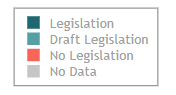 Legislation
Draft Legislation
No Legislation
No Data